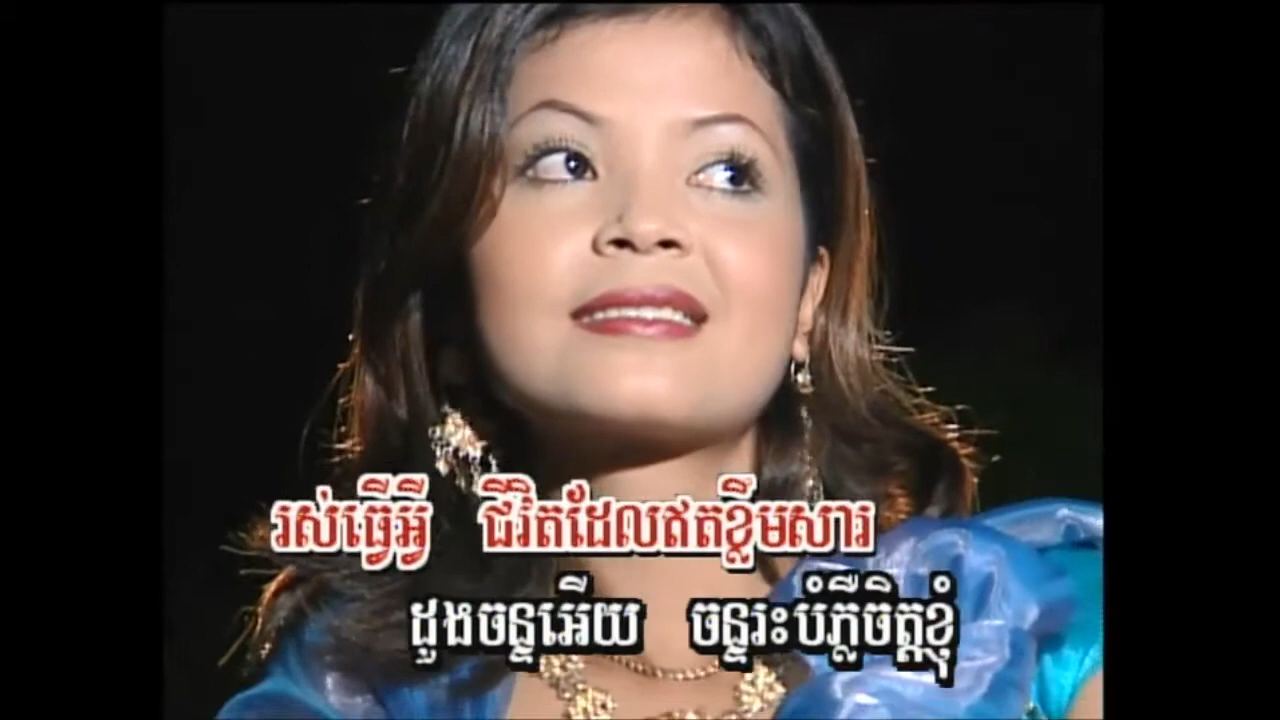 រស់ធ្វើអ្វី ជីវិតដែលឥតខ្លឹមសារ
ដួងចន្ទអើយ ចន្ទរះបំភ្លឺចិត្តខ្ញុំ